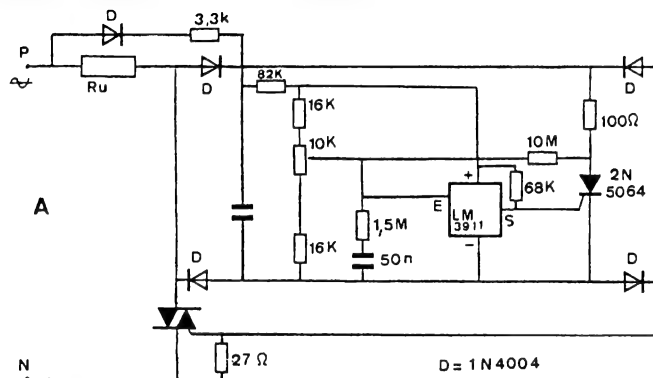 D
3,3k
P
Ru
D
D
82K
16K
100Ω
10K
10M
A
+
2N
5064
68K
E
LM
3911
S
1,5M
16K
50n
−
D
D
N
27 Ω
D= 1N4004